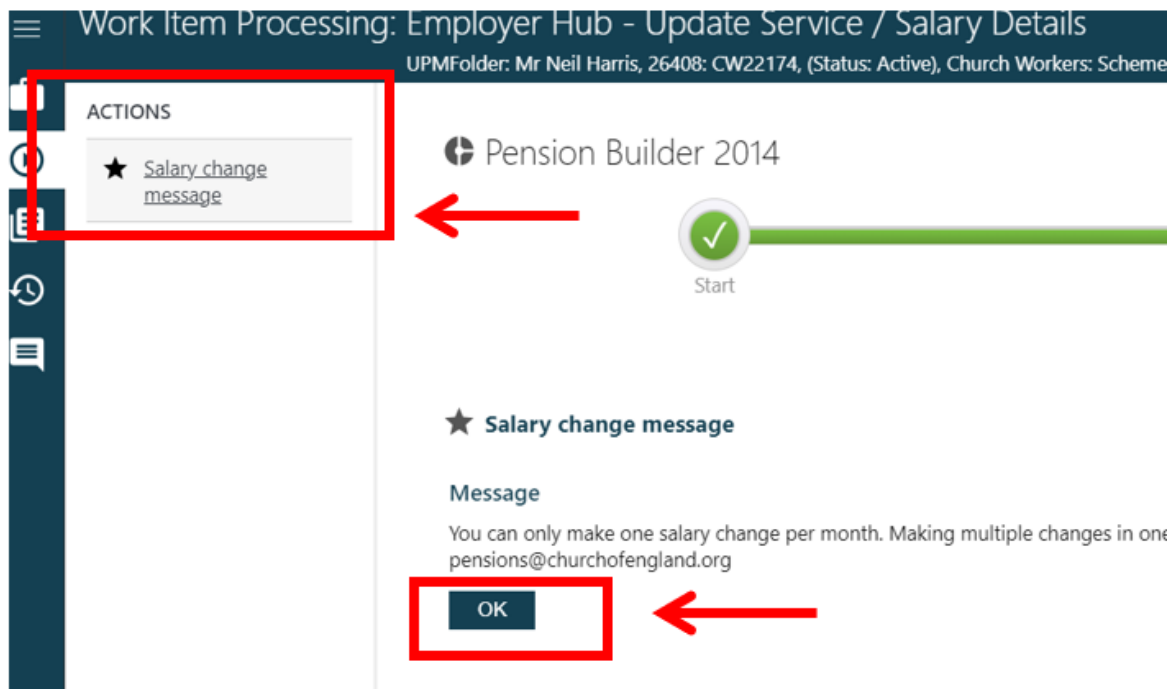 Work Item Processing: Employer Hub - Update Service / Salary Details
UPMFolder: Mr Neil Harris, 26408: CW22174, (Status: Active), Church Workers: Scheme
ACTIONS
Salary change
message
Pension Builder 2014
Start
Salary change message
Message
You can only make one salary change per month. Making multiple changes in one
pensions@churchofengland.org
OK